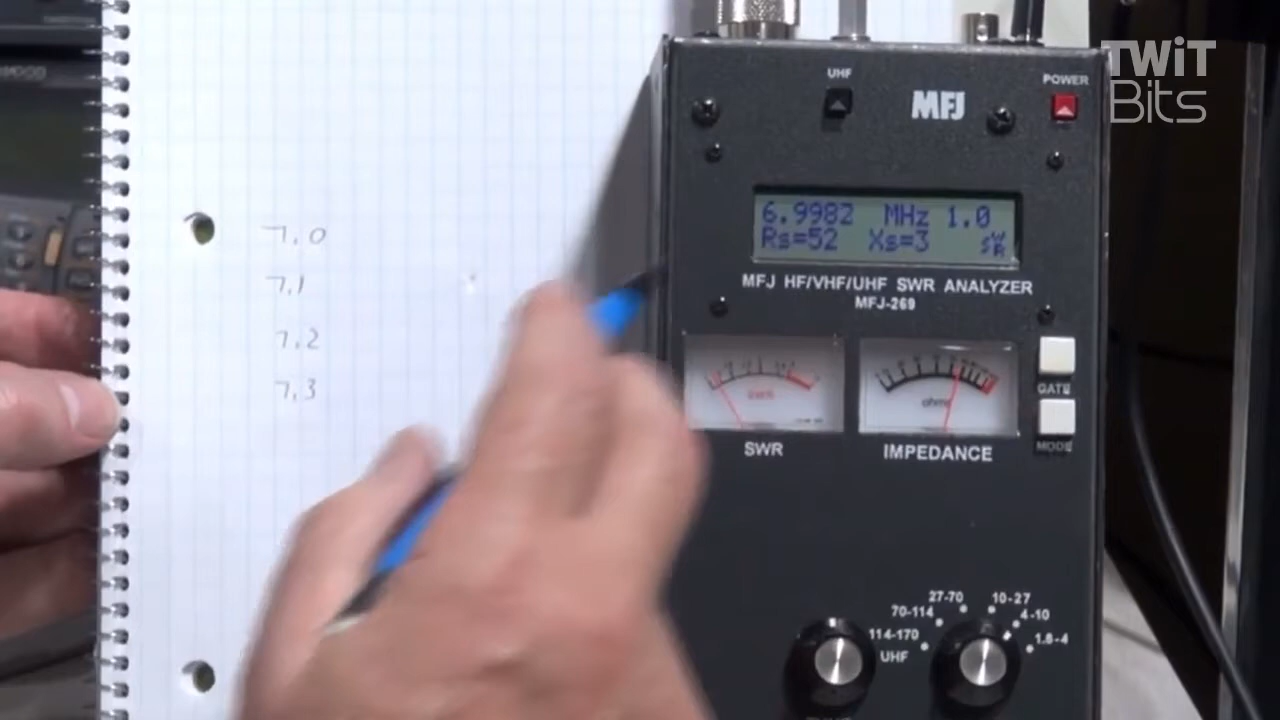 7.0
7.1
7.2
7.3
UHF
MFJ
POWER
TWiT
Bits
6.9982 MHz 1.0
Rs=52 Xs=3 SWR
MFJ HF/VHF/UHF SWR ANALYZER
MFJ-269
GATE
ohms
MODE
SWR
IMPEDANCE
27-70
10-27
70-114
4-10
114-170
1.8-4
UHF